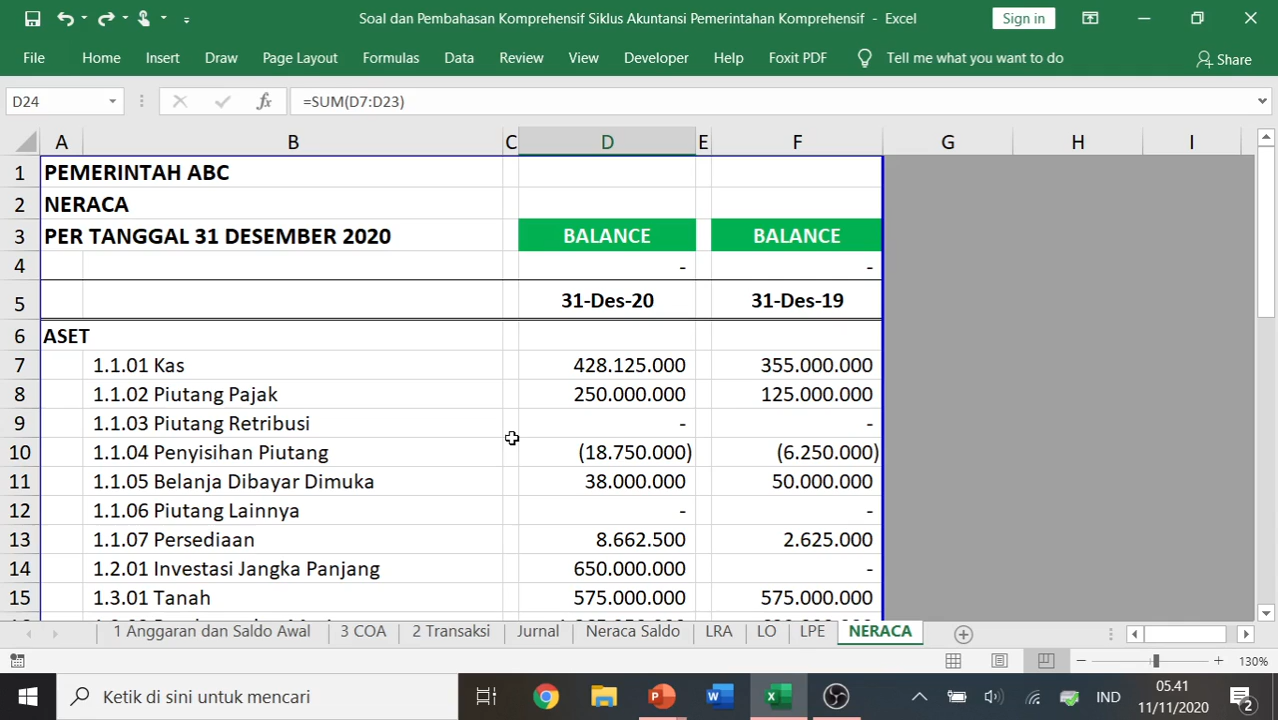 Soal dan Pembahasan Komprehensif Siklus Akuntansi Pemerintahan Komprehensif - Excel
Sign in
File Home Insert Draw Page Layout Formulas Data Review View Developer Help Foxit PDF Tell me what you want to do Share
D24 fx =SUM(D7:D23)
A B C D E F G H I
1 PEMERINTAH ABC
2 NERACA
3 PER TANGGAL 31 DESEMBER 2020 BALANCE BALANCE
4 - -
5 31-Des-20 31-Des-19
6 ASET
7 1.1.01 Kas 428.125.000 355.000.000
8 1.1.02 Piutang Pajak 250.000.000 125.000.000
9 1.1.03 Piutang Retribusi - -
10 1.1.04 Penyisihan Piutang (18.750.000) (6.250.000)
11 1.1.05 Belanja Dibayar Dimuka 38.000.000 50.000.000
12 1.1.06 Piutang Lainnya - -
13 1.1.07 Persediaan 8.662.500 2.625.000
14 1.2.01 Investasi Jangka Panjang 650.000.000 -
15 1.3.01 Tanah 575.000.000 575.000.000
1 Anggaran dan Saldo Awal 3 COA 2 Transaksi Jurnal Neraca Saldo LRA LO LPE NERACA
130%
Ketik di sini untuk mencari
IND
05.41
11/11/2020
2